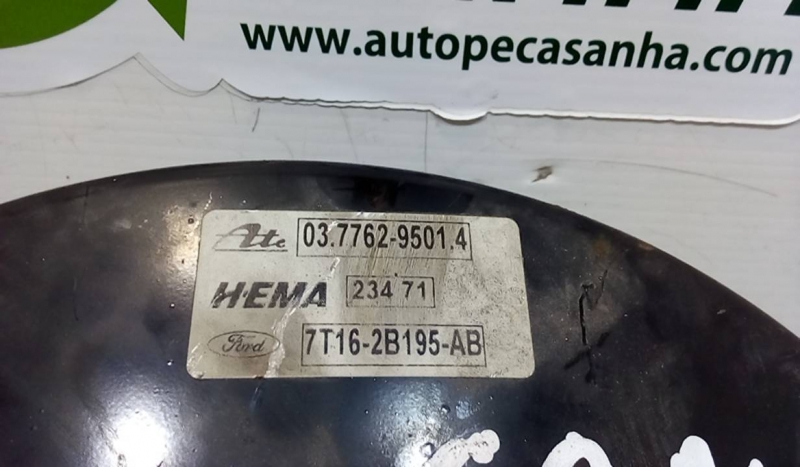 www.autopecasanha.com
Ate 03.7762-9501.4
HEMA 234 71
Ford 7T16-2B195-AB